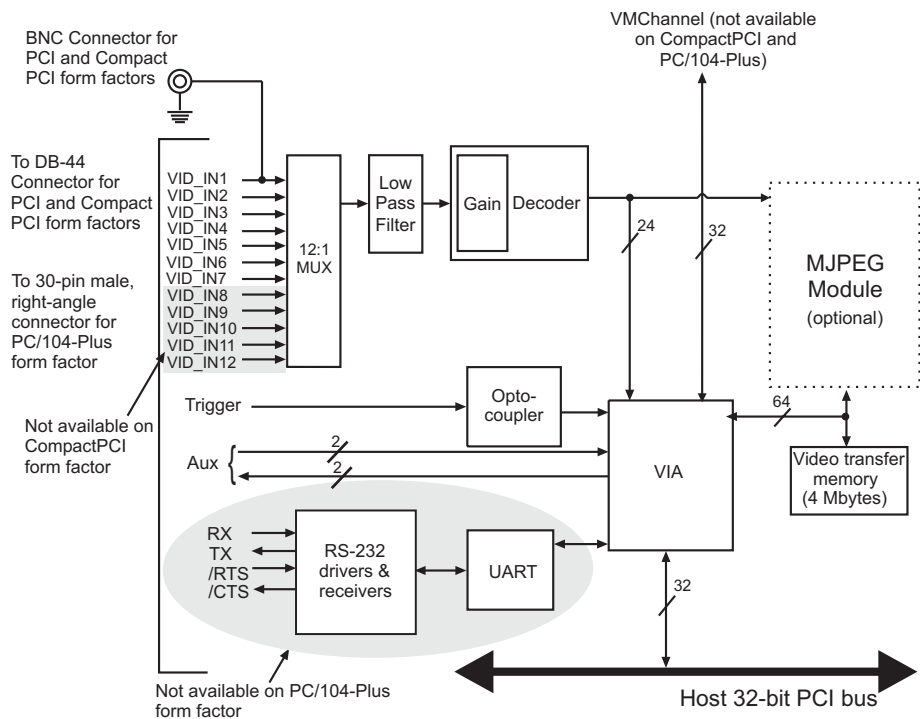 BNC Connector for
PCI and Compact
PCI form factors
VMChannel (not available
on CompactPCI and
PC/104-Plus)
To DB-44
Connector for
PCI and Compact
PCI form factors
To 30-pin male,
right-angle
connector for
PC/104-Plus
form factor
Not available on
CompactPCI
form factor
VID_IN1
VID_IN2
VID_IN3
VID_IN4
VID_IN5
VID_IN6
VID_IN7
VID_IN8
VID_IN9
VID_IN10
VID_IN11
VID_IN12
12:1
MUX
Low
Pass
Filter
Gain
Decoder
24
32
MJPEG
Module
(optional)
Trigger
Opto-
coupler
64
Aux
2
2
VIA
Video transfer
memory
(4 Mbytes)
RX
TX
/RTS
/CTS
RS-232
drivers &
receivers
UART
32
Not available on PC/104-Plus
form factor
Host 32-bit PCI bus